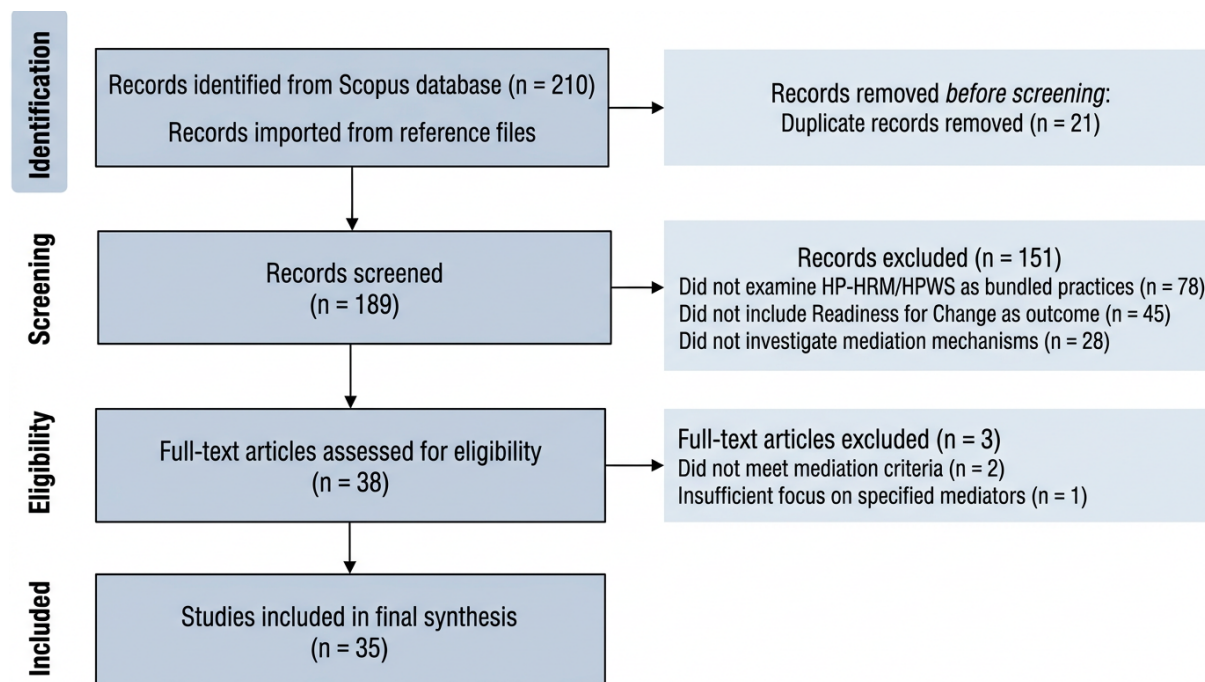 Identification
Records identified from Scopus database (n = 210)
Records imported from reference files
Records removed before screening:
Duplicate records removed (n = 21)
Screening
Records screened
(n = 189)
Records excluded (n = 151)
Did not examine HP-HRM/HPWS as bundled practices (n = 78)
Did not include Readiness for Change as outcome (n = 45)
Did not investigate mediation mechanisms (n = 28)
Eligibility
Full-text articles assessed for eligibility
(n = 38)
Full-text articles excluded (n = 3)
Did not meet mediation criteria (n = 2)
Insufficient focus on specified mediators (n = 1)
Included
Studies included in final synthesis
(n = 35)